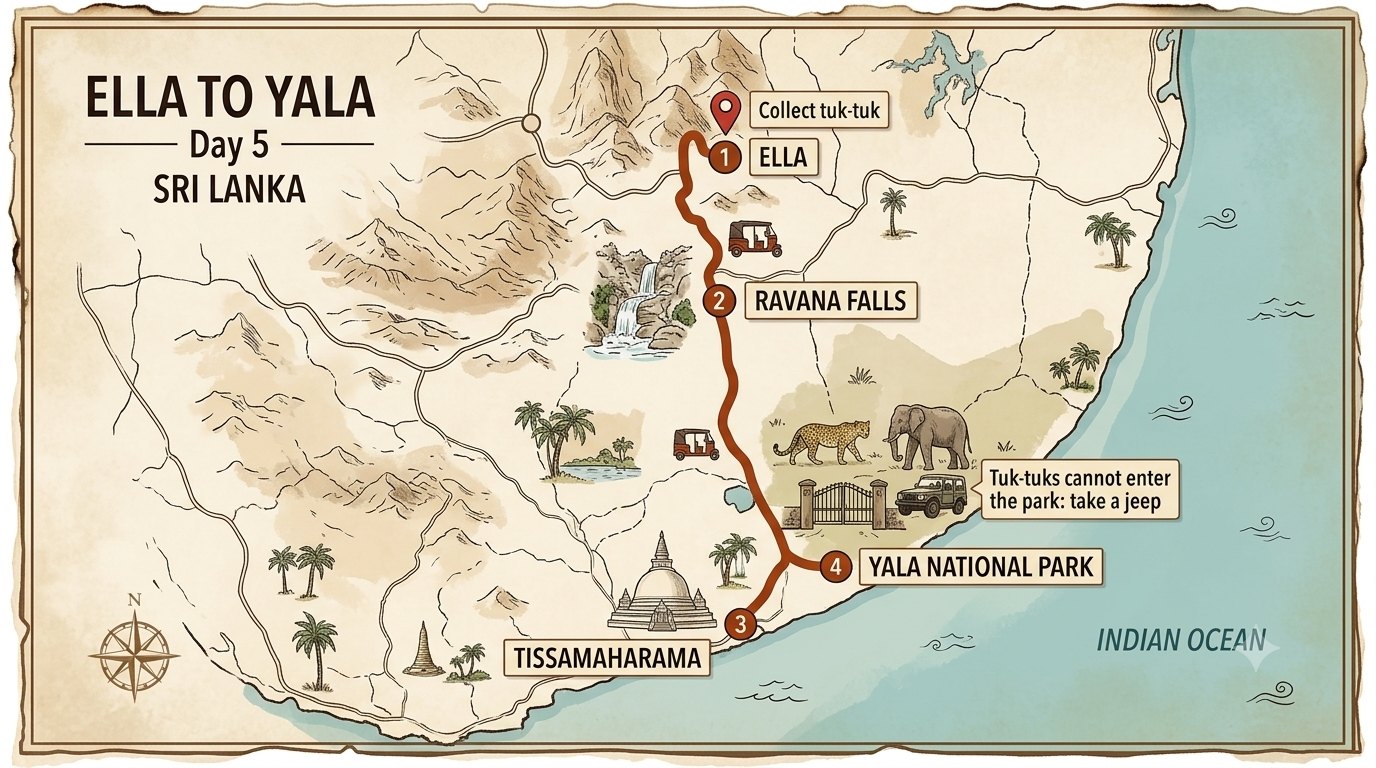 ELLA TO YALA
Day 5
SRI LANKA
Collect tuk-tuk
1
ELLA
2
RAVANA FALLS
Tuk-tuks cannot enter
the park: take a jeep
4
YALA NATIONAL PARK
3
TISSAMAHARAMA
N
INDIAN OCEAN